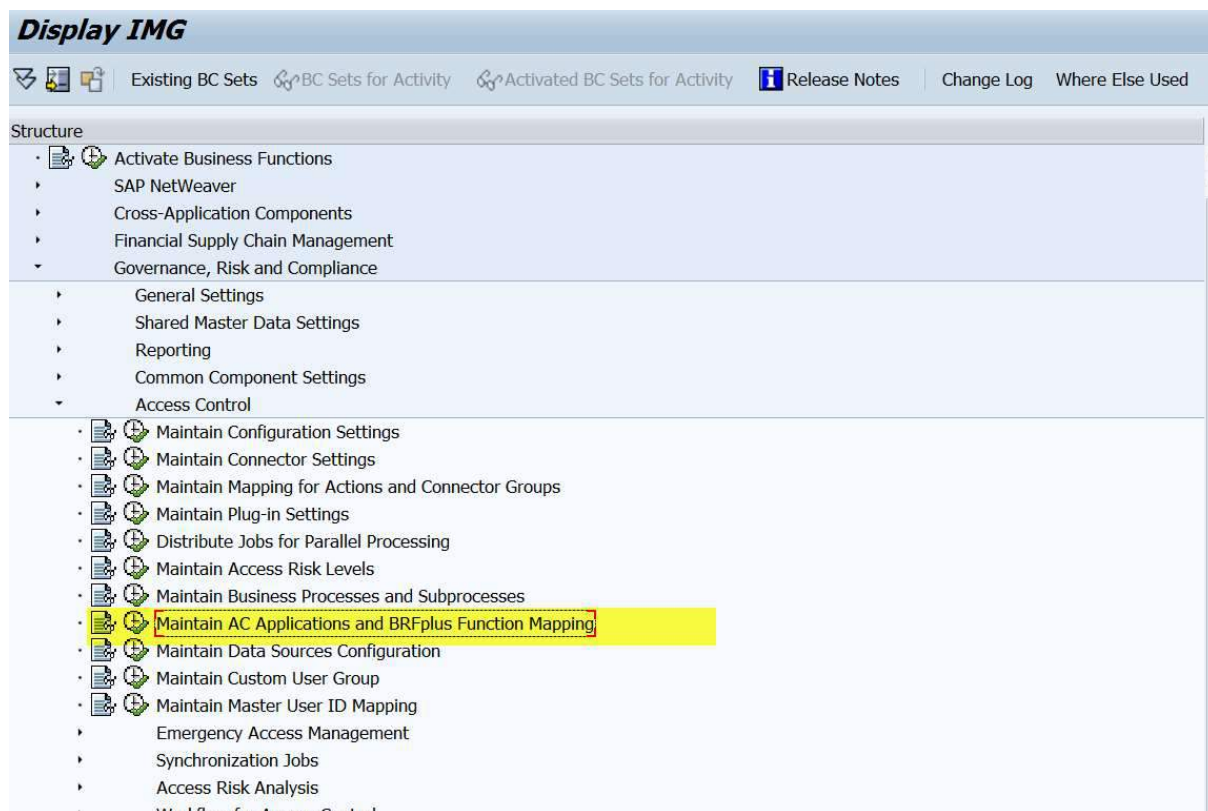 Display IMG
Existing BC Sets BC Sets for Activity Activated BC Sets for Activity Release Notes Change Log Where Else Used
Structure
Activate Business Functions
SAP NetWeaver
Cross-Application Components
Financial Supply Chain Management
Governance, Risk and Compliance
General Settings
Shared Master Data Settings
Reporting
Common Component Settings
Access Control
Maintain Configuration Settings
Maintain Connector Settings
Maintain Mapping for Actions and Connector Groups
Maintain Plug-in Settings
Distribute Jobs for Parallel Processing
Maintain Access Risk Levels
Maintain Business Processes and Subprocesses
Maintain AC Applications and BRFplus Function Mapping
Maintain Data Sources Configuration
Maintain Custom User Group
Maintain Master User ID Mapping
Emergency Access Management
Synchronization Jobs
Access Risk Analysis